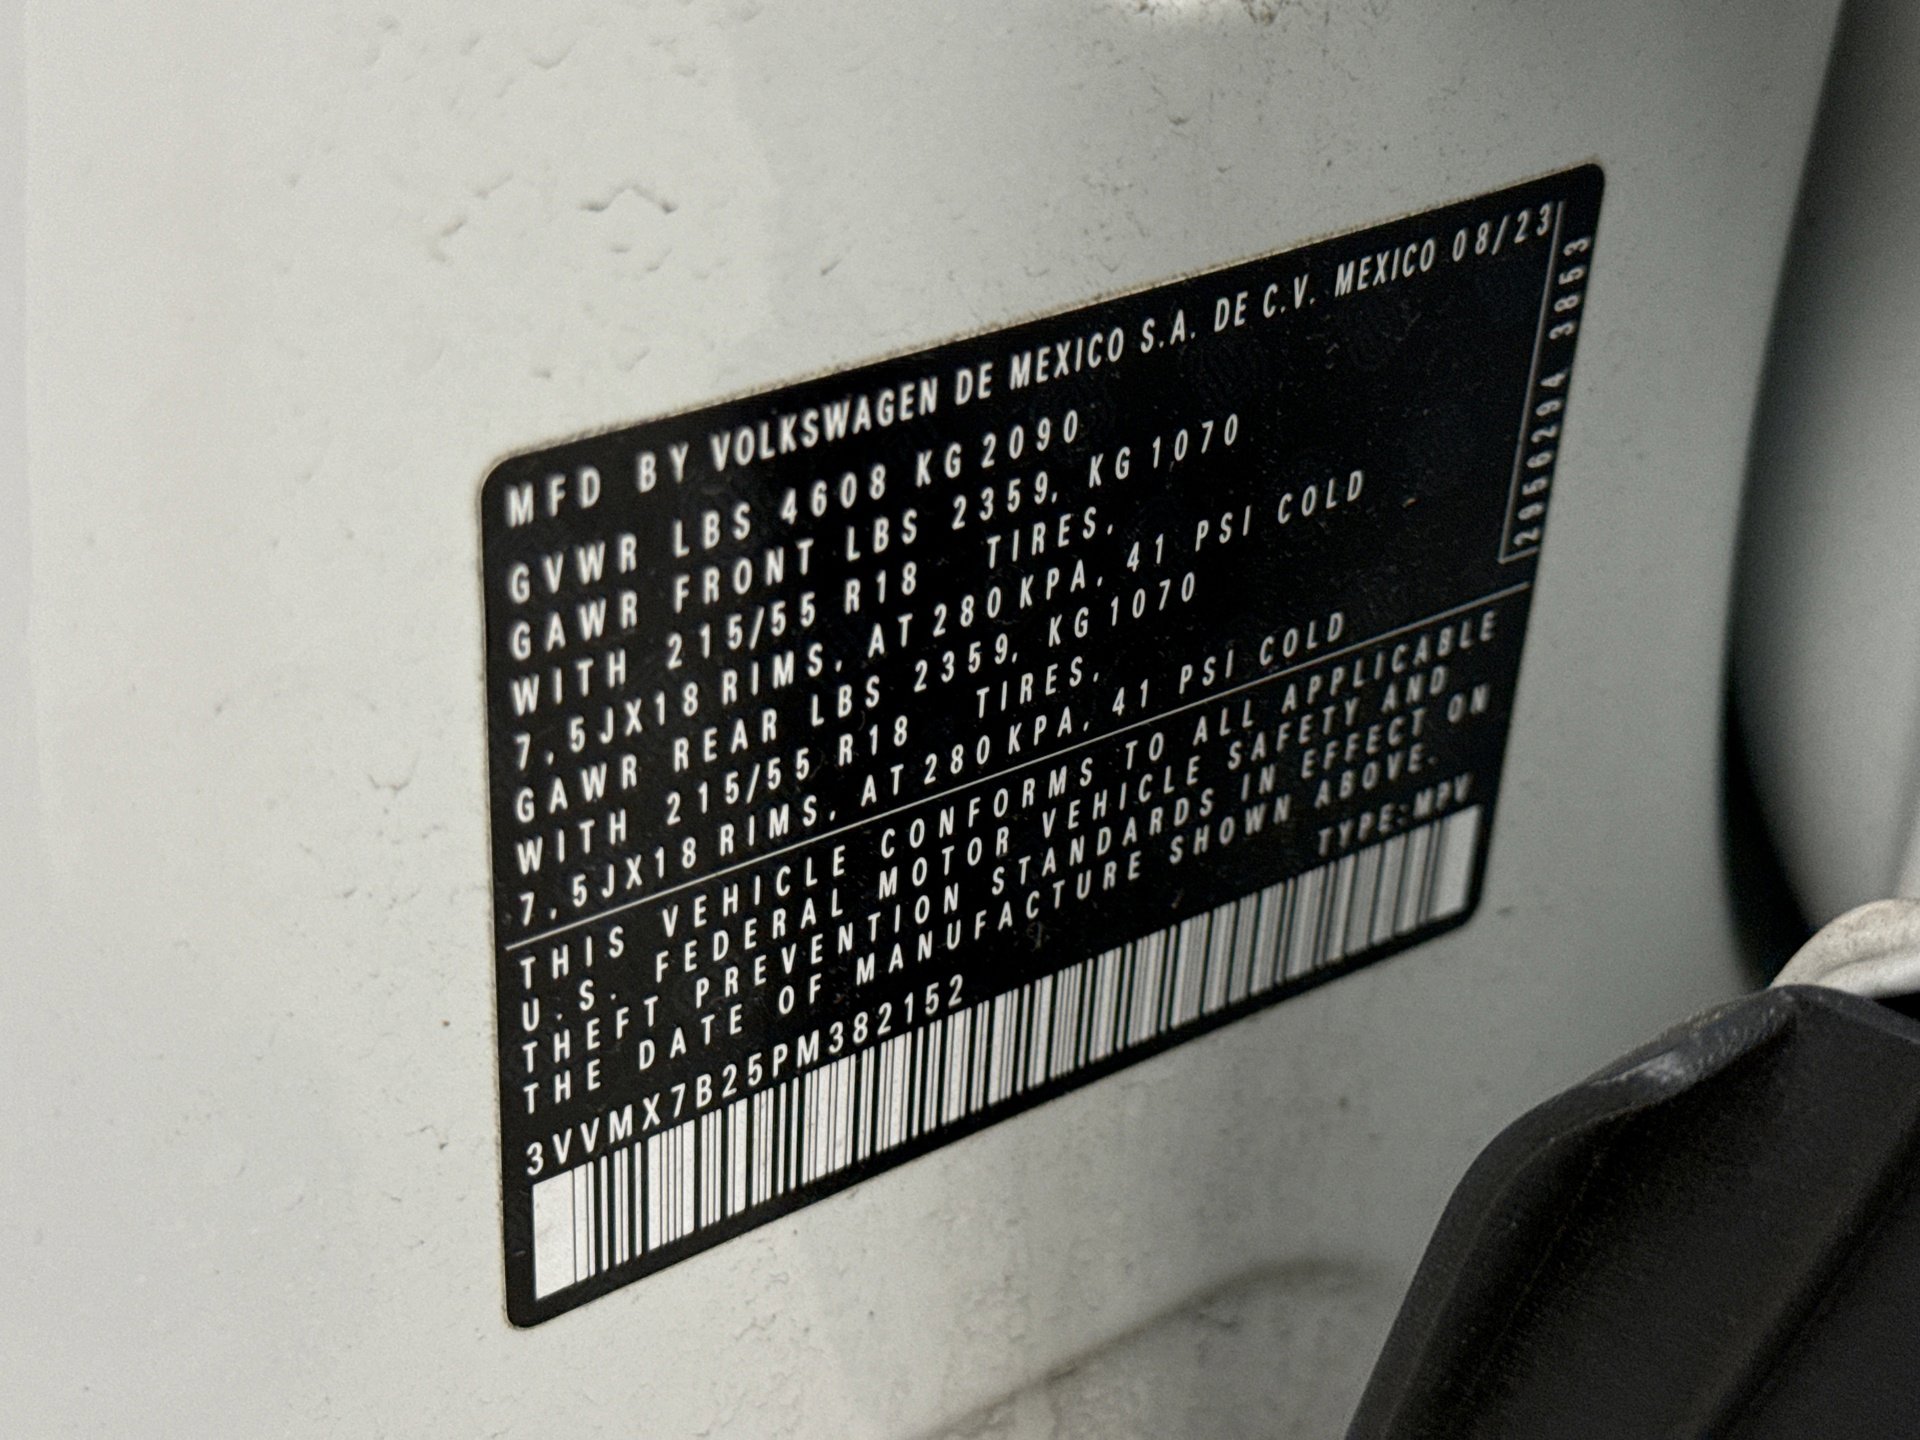 MFD BY VOLKSWAGEN DE MEXICO S.A. DE C.V. MEXICO 08/23
GVWR LBS 4608 KG 2090
GAWR FRONT LBS 2359, KG 1070
WITH 215/55 R18 TIRES,
7.5JX18 RIMS, AT 280 KPA, 41 PSI COLD
GAWR REAR LBS 2359, KG 1070
WITH 215/55 R18 TIRES,
7.5JX18 RIMS, AT 280 KPA, 41 PSI COLD
2956294 3853
THIS VEHICLE CONFORMS TO ALL APPLICABLE
U.S. FEDERAL MOTOR VEHICLE SAFETY AND
THEFT PREVENTION STANDARDS IN EFFECT ON
THE DATE OF MANUFACTURE SHOWN ABOVE.
3VVMX7B25PM382152 TYPE:MPV